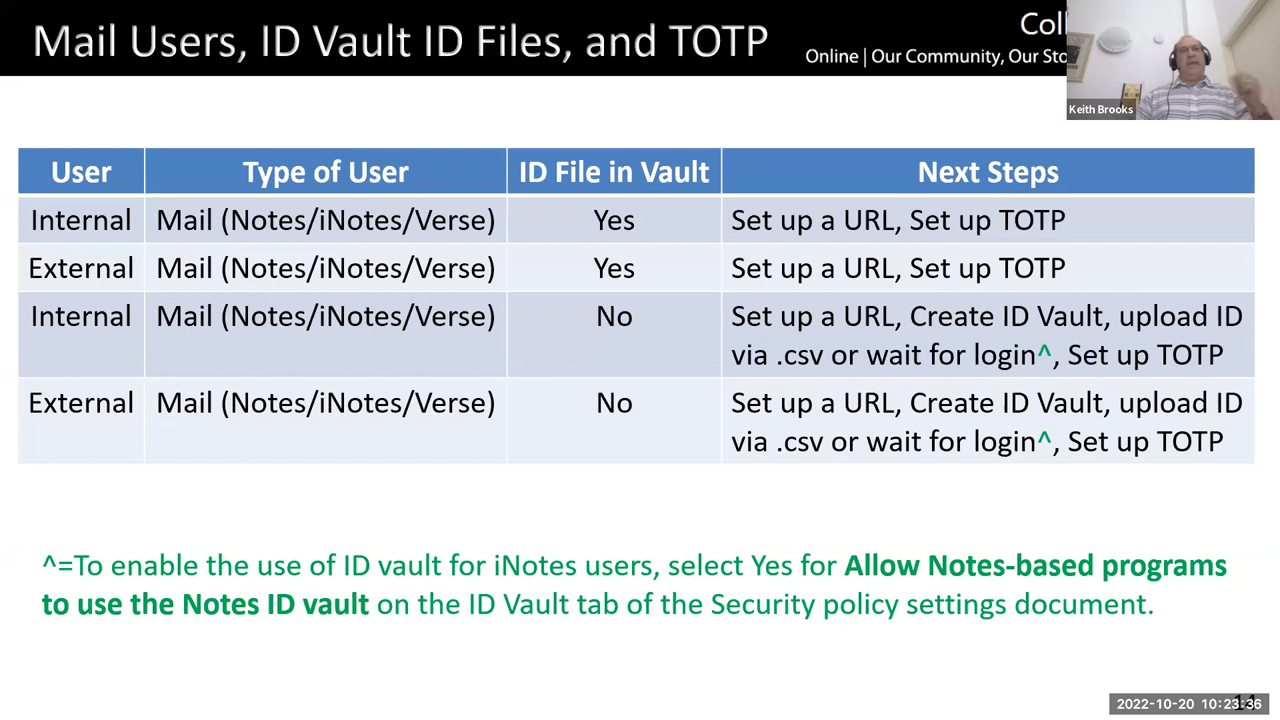 Mail Users, ID Vault ID Files, and TOTP
Coll
Online | Our Community, Our Sto
Keith Brooks
User Type of User ID File in Vault Next Steps
Internal Mail (Notes/iNotes/Verse) Yes Set up a URL, Set up TOTP
External Mail (Notes/iNotes/Verse) Yes Set up a URL, Set up TOTP
Internal Mail (Notes/iNotes/Verse) No Set up a URL, Create ID Vault, upload ID
via .csv or wait for login^, Set up TOTP
External Mail (Notes/iNotes/Verse) No Set up a URL, Create ID Vault, upload ID
via .csv or wait for login^, Set up TOTP
^=To enable the use of ID vault for iNotes users, select Yes for Allow Notes-based programs
to use the Notes ID vault on the ID Vault tab of the Security policy settings document.
14
2022-10-20 10:23:36